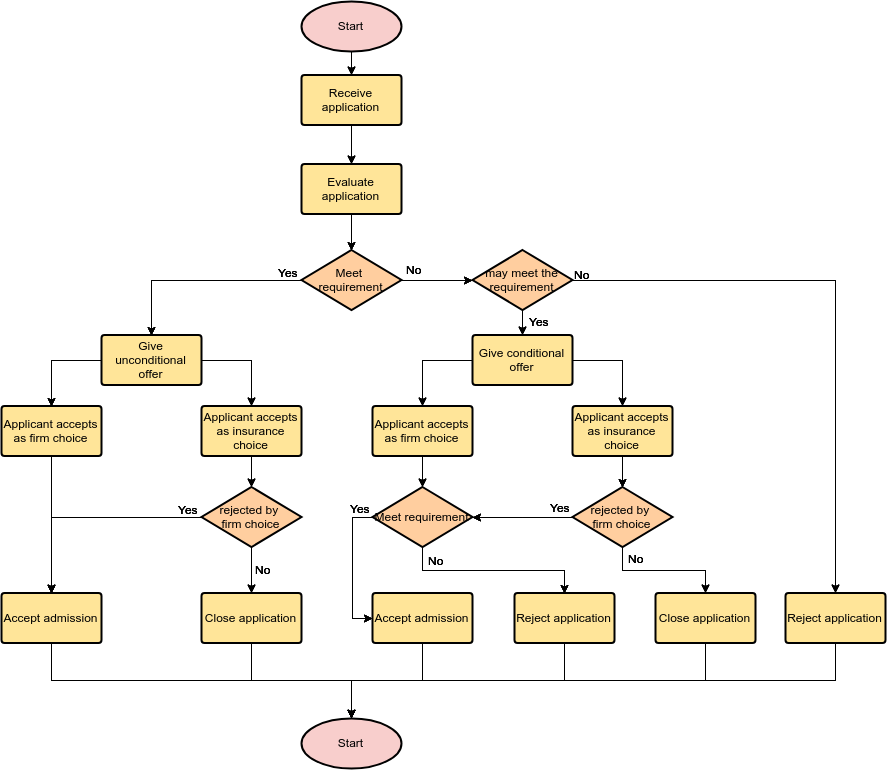 Start
Receive
application
Evaluate
application
Yes
Meet
requirement
No
may meet the
requirement
No
Yes
Give
unconditional
offer
Give conditional
offer
Applicant accepts
as firm choice
Applicant accepts
as insurance
choice
Applicant accepts
as firm choice
Applicant accepts
as insurance
choice
Yes
rejected by
firm choice
Yes
Meet requirement
Yes
rejected by
firm choice
No
No
No
Accept admission
Close application
Accept admission
Reject application
Close application
Reject application
Start